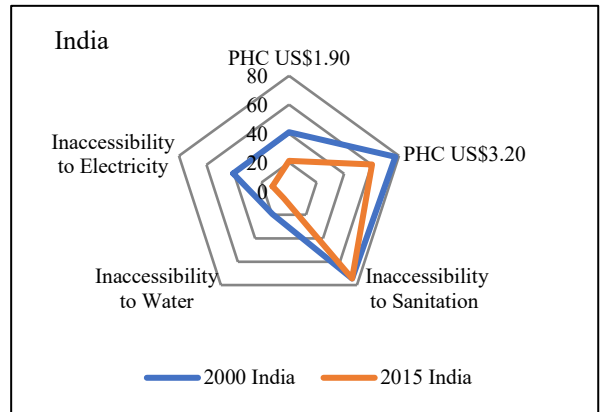 India
PHC US$1.90
80
60
40
20
0
Inaccessibility
to Electricity
PHC US$3.20
Inaccessibility
to Water
Inaccessibility
to Sanitation
2000 India
2015 India